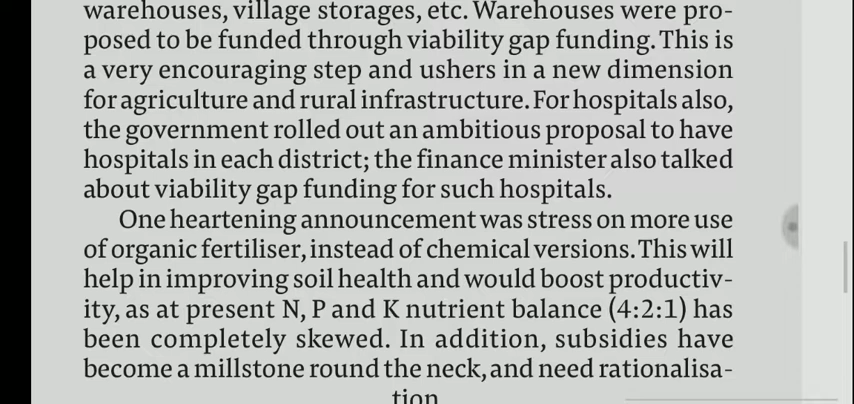 warehouses, village storages, etc. Warehouses were pro-
posed to be funded through viability gap funding. This is
a very encouraging step and ushers in a new dimension
for agriculture and rural infrastructure. For hospitals also,
the government rolled out an ambitious proposal to have
hospitals in each district; the finance minister also talked
about viability gap funding for such hospitals.
One heartening announcement was stress on more use
of organic fertiliser, instead of chemical versions. This will
help in improving soil health and would boost productiv-
ity, as at present N, P and K nutrient balance (4:2:1) has
been completely skewed. In addition, subsidies have
become a millstone round the neck, and need rationalisa-
tion